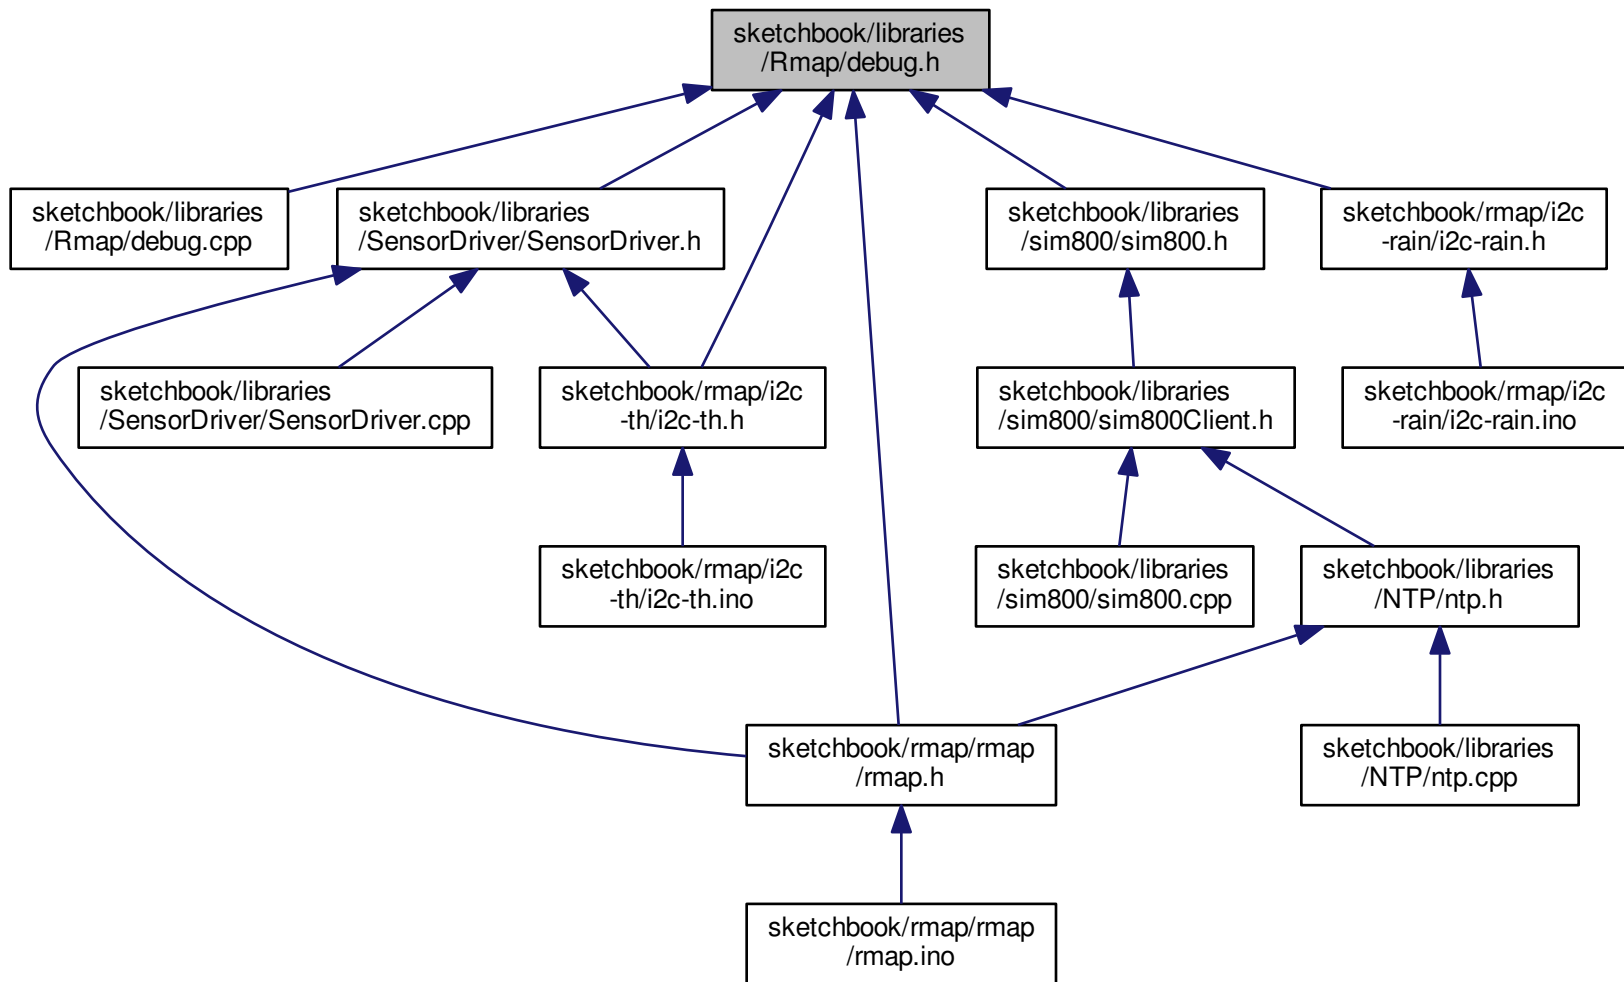 sketchbook/libraries
/Rmap/debug.h
sketchbook/libraries
/Rmap/debug.cpp
sketchbook/libraries
/SensorDriver/SensorDriver.h
sketchbook/libraries
/sim800/sim800.h
sketchbook/rmap/i2c
-rain/i2c-rain.h
sketchbook/libraries
/SensorDriver/SensorDriver.cpp
sketchbook/rmap/i2c
-th/i2c-th.h
sketchbook/libraries
/sim800/sim800Client.h
sketchbook/rmap/i2c
-rain/i2c-rain.ino
sketchbook/rmap/i2c
-th/i2c-th.ino
sketchbook/libraries
/sim800/sim800.cpp
sketchbook/libraries
/NTP/ntp.h
sketchbook/rmap/rmap
/rmap.h
sketchbook/libraries
/NTP/ntp.cpp
sketchbook/rmap/rmap
/rmap.ino